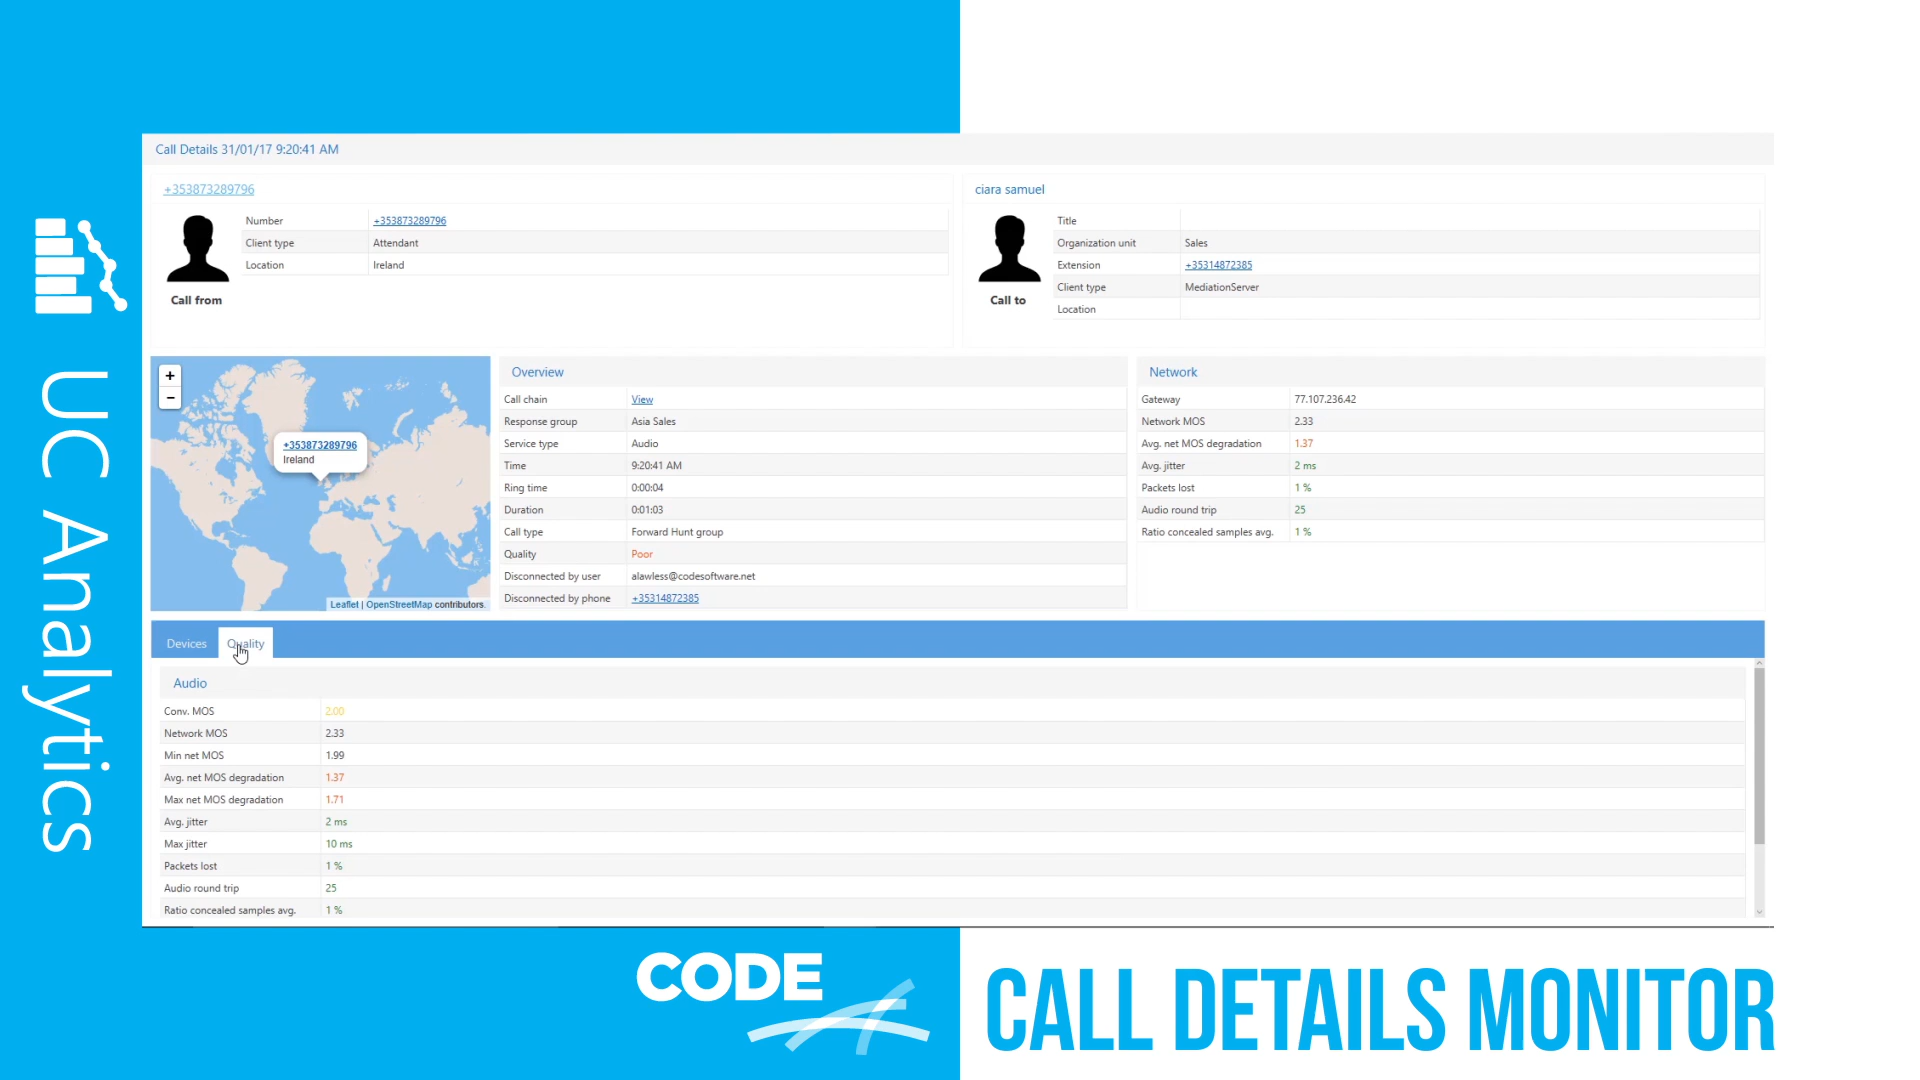 Call Details 31/01/17 9:20:41 AM
+353873289796
Number +353873289796
Client type Attendant
Location Ireland
Call from
ciara samuel
Title
Organization unit Sales
Extension +35314872385
Client type MediationServer
Location
Call to
+
−
+353873289796
Ireland
Leaflet | OpenStreetMap contributors.
Overview
Call chain View
Response group Asia Sales
Service type Audio
Time 9:20:41 AM
Ring time 0:00:04
Duration 0:01:03
Call type Forward Hunt group
Quality Poor
Disconnected by user alawless@codesoftware.net
Disconnected by phone +35314872385
Network
Gateway 77.107.236.42
Network MOS 2.33
Avg. net MOS degradation 1.37
Avg. jitter 2 ms
Packets lost 1 %
Audio round trip 25
Ratio concealed samples avg. 1 %
Devices Quality
Audio
Conv. MOS 2.00
Network MOS 2.33
Min net MOS 1.99
Avg. net MOS degradation 1.37
Max net MOS degradation 1.71
Avg. jitter 2 ms
Max jitter 10 ms
Packets lost 1 %
Audio round trip 25
Ratio concealed samples avg. 1 %
UC Analytics
CODE
CALL DETAILS MONITOR